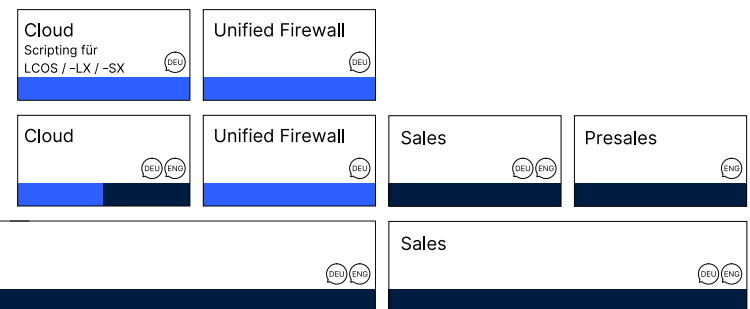 Cloud
Scripting für
LCOS / -LX / -SX
DEU
Unified Firewall
DEU
Cloud
DEU ENG
Unified Firewall
DEU
Sales
DEU ENG
Presales
ENG
DEU ENG
Sales
DEU ENG